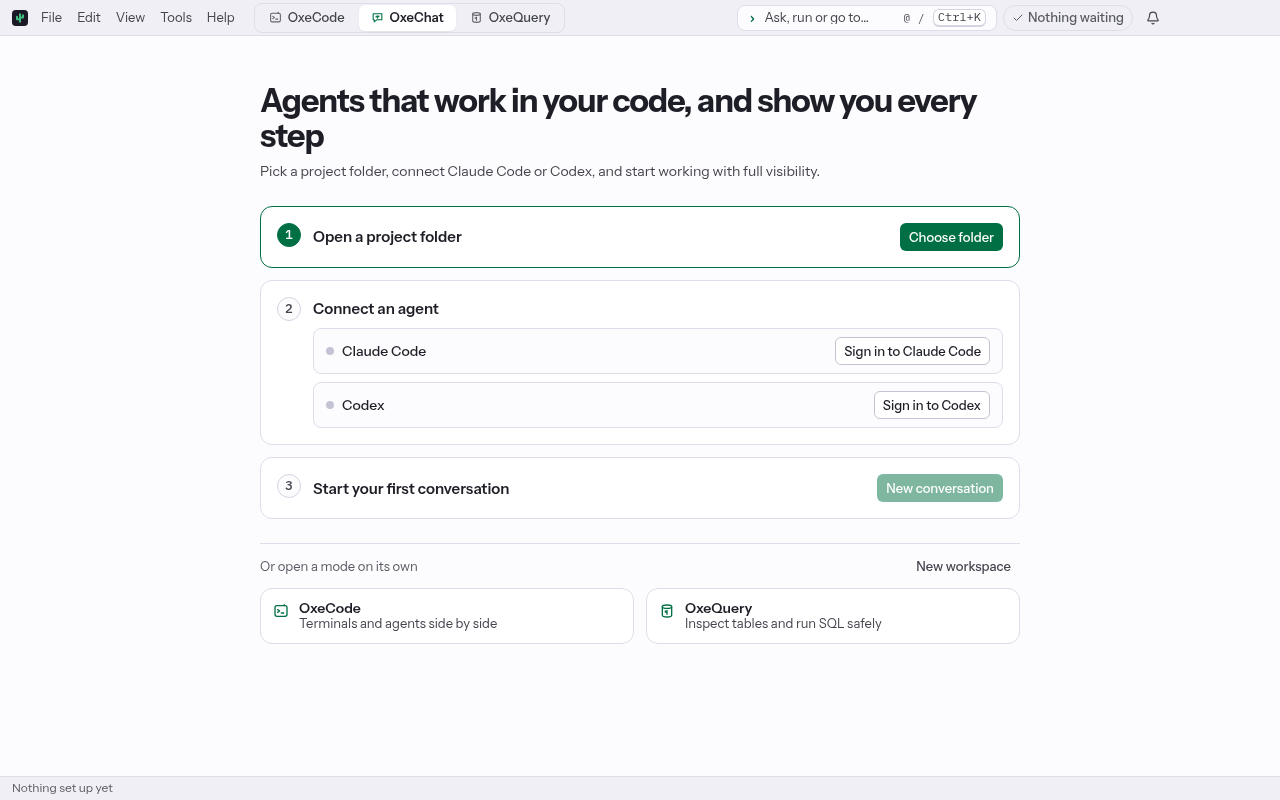 File Edit View Tools Help OxeCode OxeChat OxeQuery Ask, run or go to... @ / Ctrl+K Nothing waiting
Agents that work in your code, and show you every
step
Pick a project folder, connect Claude Code or Codex, and start working with full visibility.
1 Open a project folder Choose folder
2 Connect an agent
Claude Code Sign in to Claude Code
Codex Sign in to Codex
3 Start your first conversation New conversation
Or open a mode on its own New workspace
OxeCode
Terminals and agents side by side
OxeQuery
Inspect tables and run SQL safely
Nothing set up yet